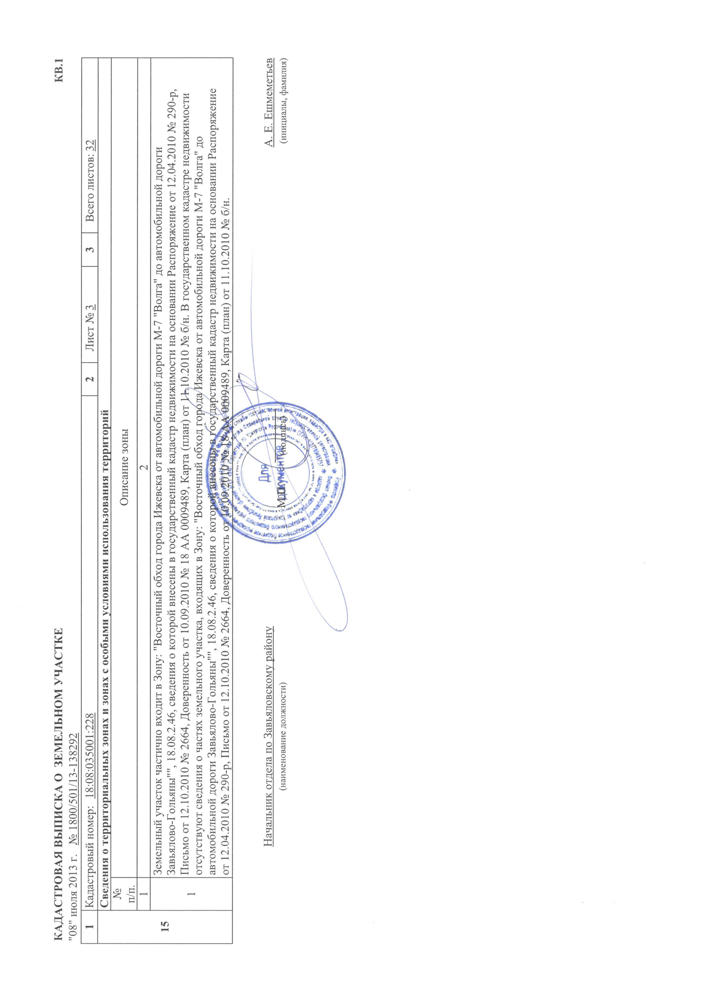 КАДАСТРОВАЯ ВЫПИСКА О ЗЕМЕЛЬНОМ УЧАСТКЕ КВ.1
"08" июля 2013 г. № 1800/501/13-138292
1 Кадастровый номер: 18:08:035001:228 2 Лист № 3 3 Всего листов: 32
Сведения о территориальных зонах и зонах с особыми условиями использования территорий
№ п/п. Описание зоны
1 2
15
1
Земельный участок частично входит в Зону: "Восточный обход города Ижевска от автомобильной дороги М-7 "Волга" до автомобильной дороги
Завьялово-Гольяны"", 18.08.2.46, сведения о которой внесены в государственный кадастр недвижимости на основании Распоряжение от 12.04.2010 № 290-р,
Письмо от 12.10.2010 № 2664, Доверенность от 10.09.2010 № 18 АА 0009489, Карта (план) от 11.10.2010 № б/н. В государственном кадастре недвижимости
отсутствуют сведения о частях земельного участка, входящих в Зону: "Восточный обход города Ижевска от автомобильной дороги М-7 "Волга" до
автомобильной дороги Завьялово-Гольяны"", 18.08.2.46, сведения о которой внесены в государственный кадастр недвижимости на основании Распоряжение
от 12.04.2010 № 290-р, Письмо от 12.10.2010 № 2664, Доверенность от 10.09.2010 № 18 АА 0009489, Карта (план) от 11.10.2010 № б/н.
Начальник отдела по Завьяловскому району А. Е. Ешмеметьев
(наименование должности) М.П. (подпись) (инициалы, фамилия)
Для
документов